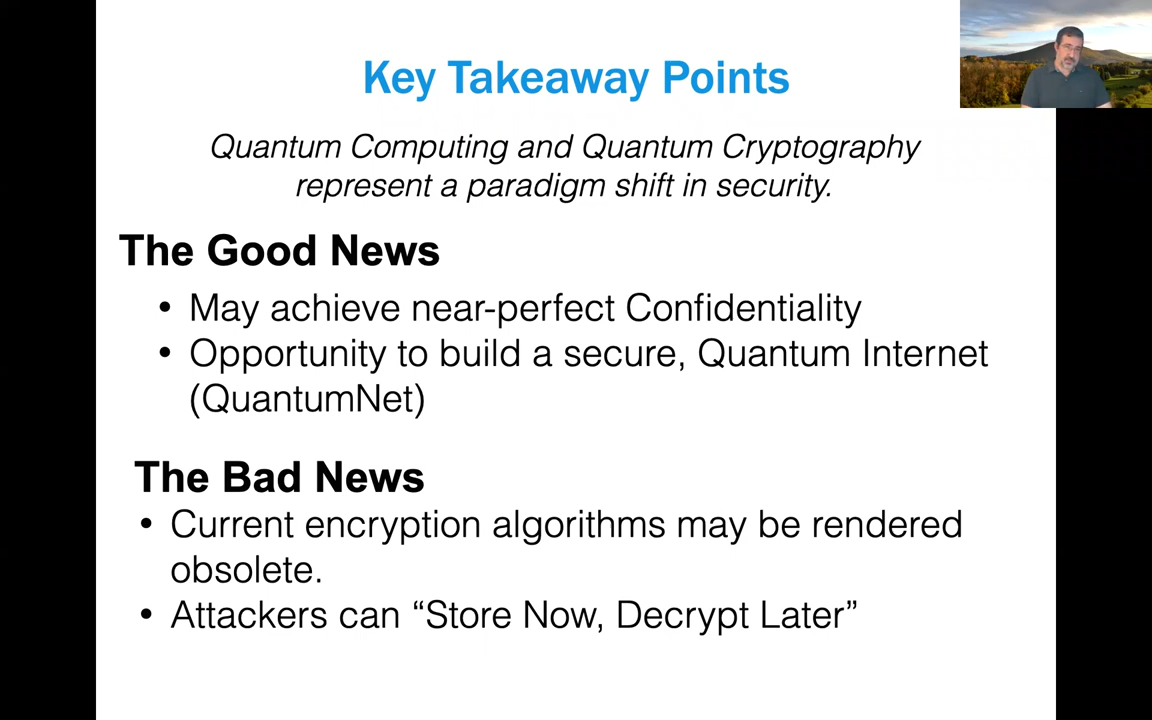 Key Takeaway Points
Quantum Computing and Quantum Cryptography
represent a paradigm shift in security.
The Good News
• May achieve near-perfect Confidentiality
• Opportunity to build a secure, Quantum Internet
(QuantumNet)
The Bad News
• Current encryption algorithms may be rendered
obsolete.
• Attackers can “Store Now, Decrypt Later”